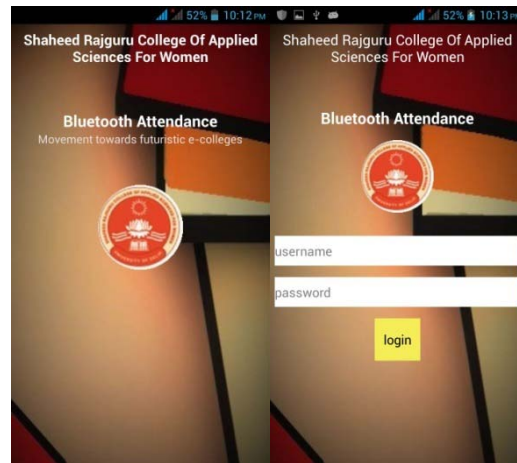 52% 10:12 PM
Shaheed Rajguru College Of Applied
Sciences For Women
Bluetooth Attendance
Movement towards futuristic e-colleges
52% 10:13 PM
Shaheed Rajguru College Of Applied
Sciences For Women
Bluetooth Attendance
username
password
login